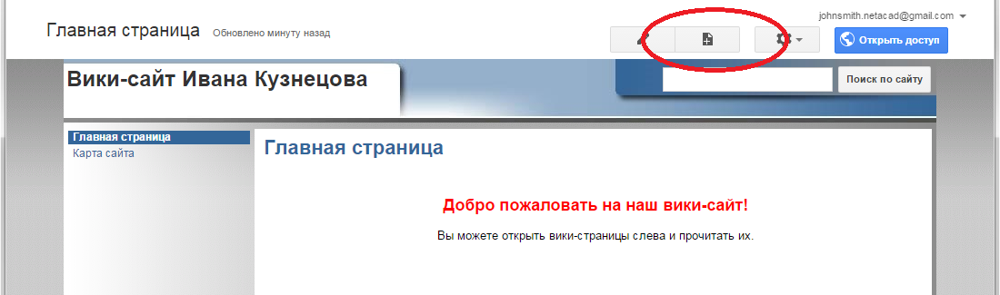 johnsmith.netacad@gmail.com
Главная страница Обновлено минуту назад
Открыть доступ
Вики-сайт Ивана Кузнецова
Поиск по сайту
Главная страница
Карта сайта
Главная страница
Добро пожаловать на наш вики-сайт!
Вы можете открыть вики-страницы слева и прочитать их.